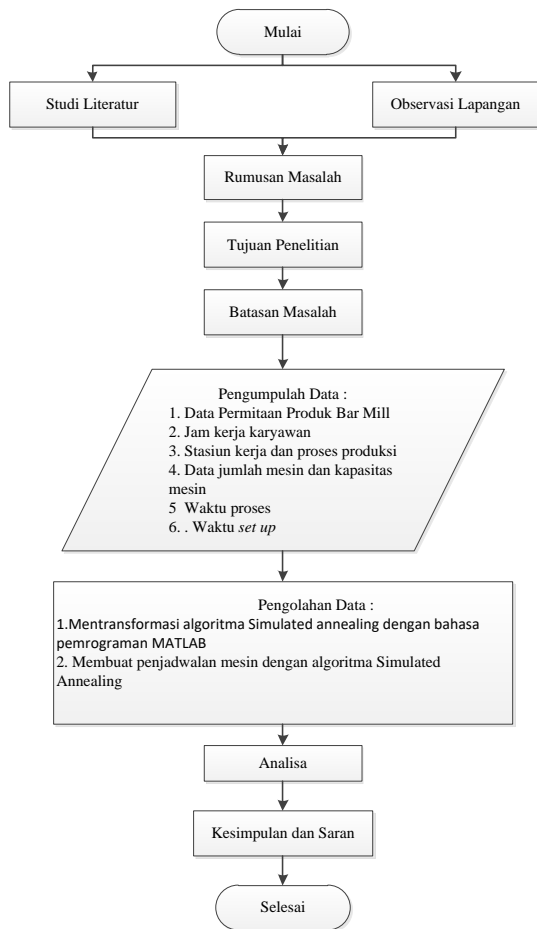 Mulai
Studi Literatur
Observasi Lapangan
Rumusan Masalah
Tujuan Penelitian
Batasan Masalah
Pengumpulah Data :
1. Data Permitaan Produk Bar Mill
2. Jam kerja karyawan
3. Stasiun kerja dan proses produksi
4. Data jumlah mesin dan kapasitas
mesin
5  Waktu proses
6. . Waktu set up
Pengolahan Data :
1.Mentransformasi algoritma Simulated annealing dengan bahasa
pemrograman MATLAB
2. Membuat penjadwalan mesin dengan algoritma Simulated
Annealing
Analisa
Kesimpulan dan Saran
Selesai